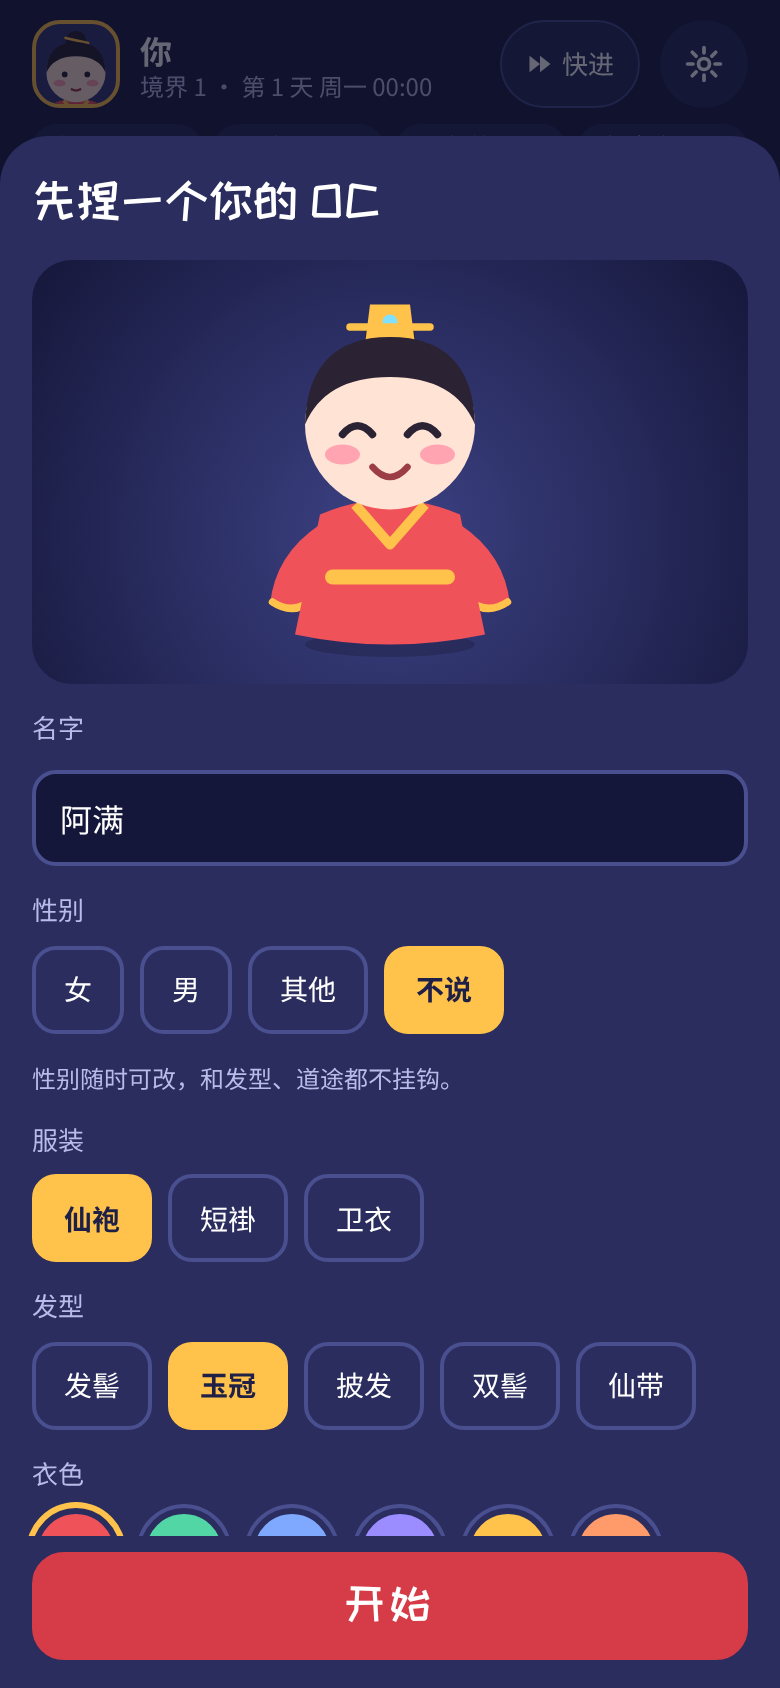 你
境界 1 · 第 1 天 周一 00:00
快进
先捏一个你的 OC
名字
阿满
性别
女 男 其他 不说
性别随时可改，和发型、道途都不挂钩。
服装
仙袍 短褂 卫衣
发型
发髻 玉冠 披发 双髻 仙带
衣色
开始